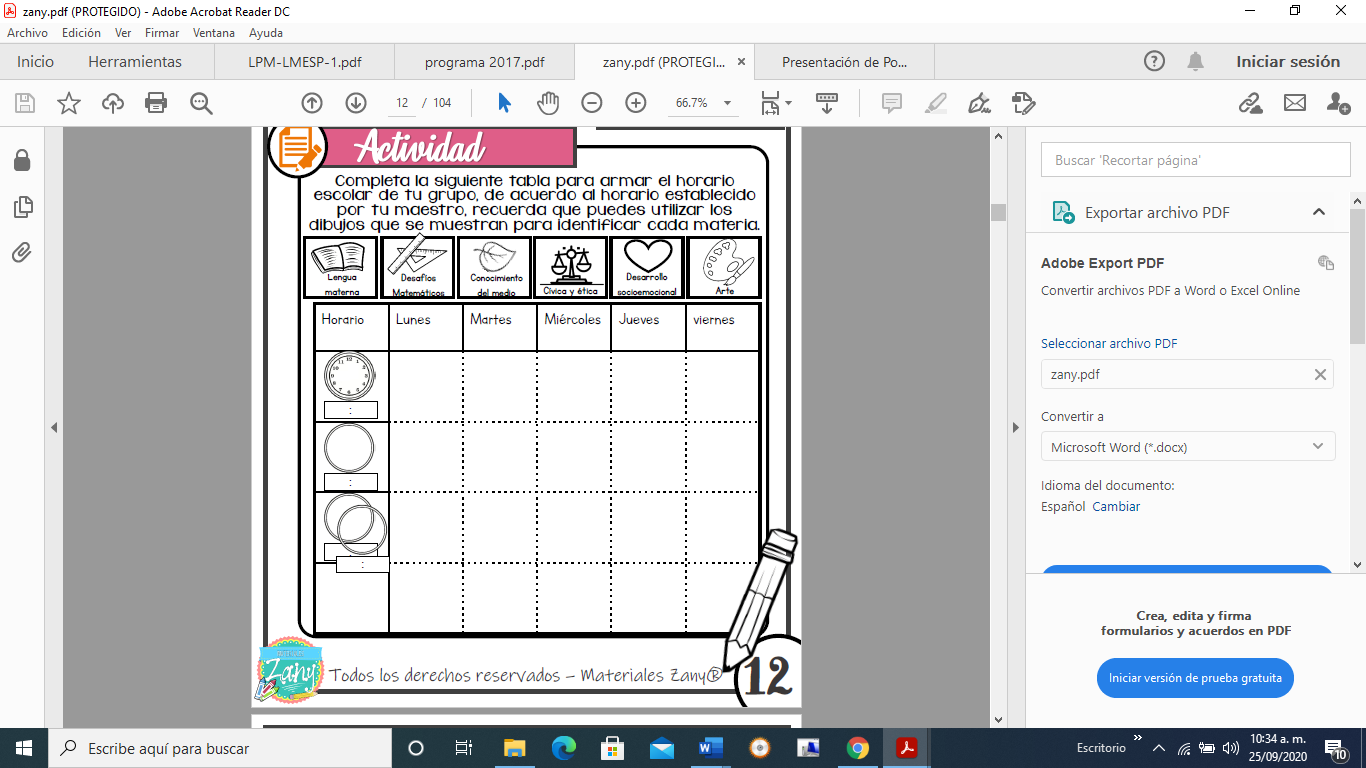 zany.pdf (PROTEGIDO) - Adobe Acrobat Reader DC
Archivo Edición Ver Firmar Ventana Ayuda
Inicio Herramientas LPM-LMESP-1.pdf programa 2017.pdf zany.pdf (PROTEGI... Presentación de Po... Iniciar sesión
12 / 104 66.7%
Actividad
Completa la siguiente tabla para armar el horario
escolar de tu grupo, de acuerdo al horario establecido
por tu maestro, recuerda que puedes utilizar los
dibujos que se muestran para identificar cada materia.
Lengua
materna
Desafíos
Matemáticos
Conocimiento
del medio
Cívica y ética
Desarrollo
socioemocional
Arte
Horario Lunes Martes Miércoles Jueves viernes
:
:
:
Zany
Todos los derechos reservados – Materiales Zany®
12
Buscar 'Recortar página'
Exportar archivo PDF
Adobe Export PDF
Convertir archivos PDF a Word o Excel Online
Seleccionar archivo PDF
zany.pdf
Convertir a
Microsoft Word (*.docx)
Idioma del documento:
Español Cambiar
Crea, edita y firma
formularios y acuerdos en PDF
Iniciar versión de prueba gratuita
Escribe aquí para buscar
Escritorio
10:34 a. m.
25/09/2020
10